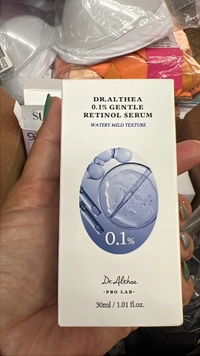 DR.ALTHEA
0.1% GENTLE
RETINOL SERUM
WATERY MILD TEXTURE
0.1%
Dr.Althea
-PRO LAB-
30ml / 1.01 fl.oz.